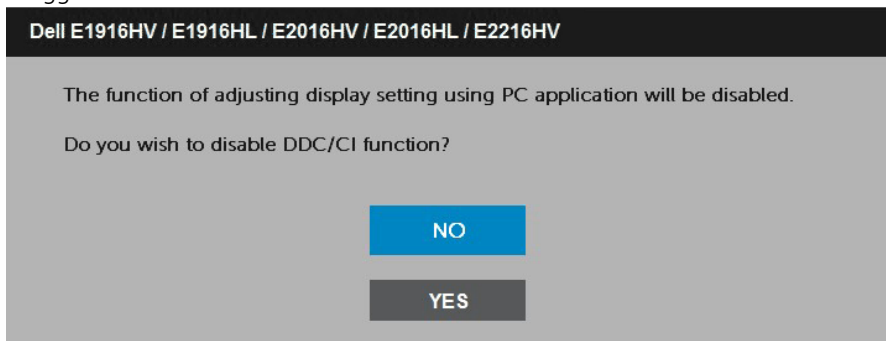 Dell E1916HV / E1916HL / E2016HV / E2016HL / E2216HV
The function of adjusting display setting using PC application will be disabled.
Do you wish to disable DDC/CI function?
NO
YES